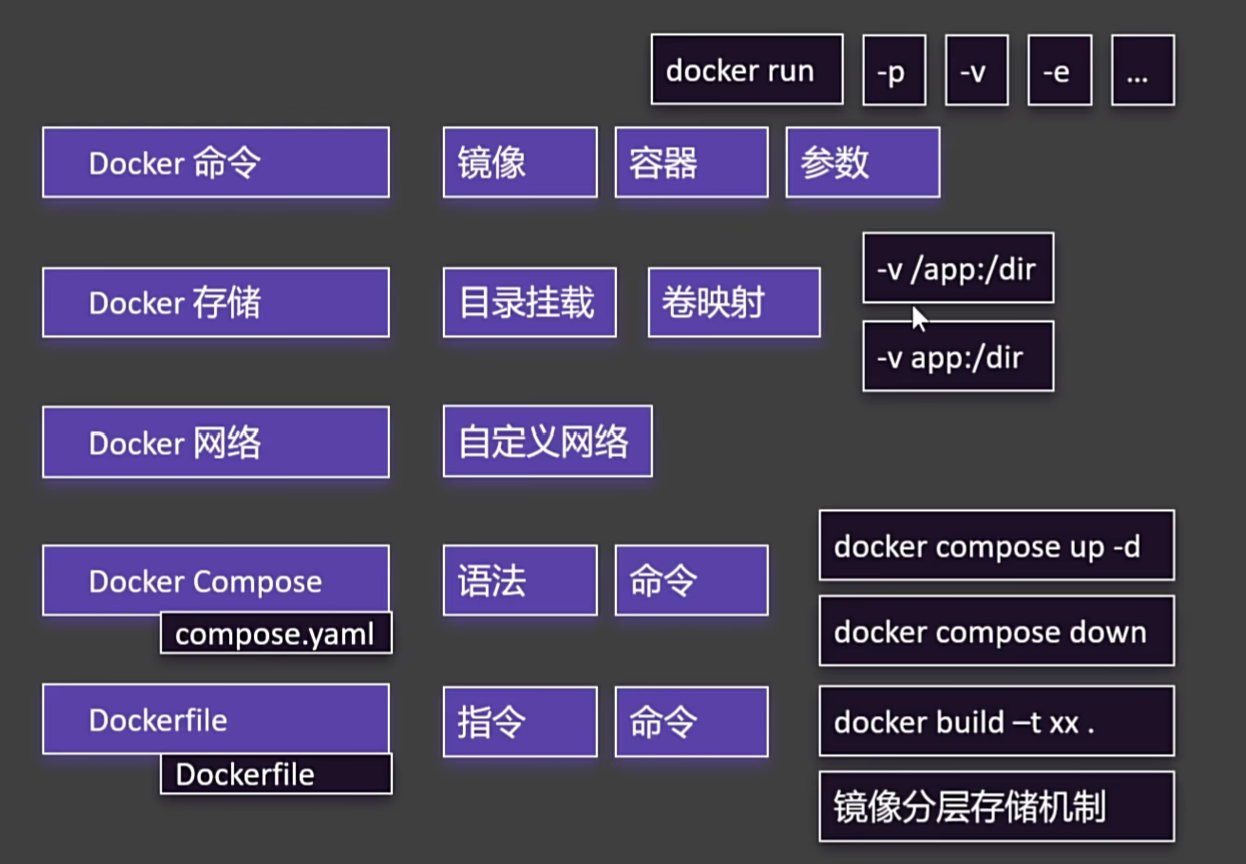 docker run -p -v -e ...
Docker 命令 镜像 容器 参数
-v /app:/dir
Docker 存储 目录挂载 卷映射
-v app:/dir
Docker 网络 自定义网络
docker compose up -d
Docker Compose 语法 命令
compose.yaml
docker compose down
Dockerfile 指令 命令
docker build –t xx .
Dockerfile
镜像分层存储机制